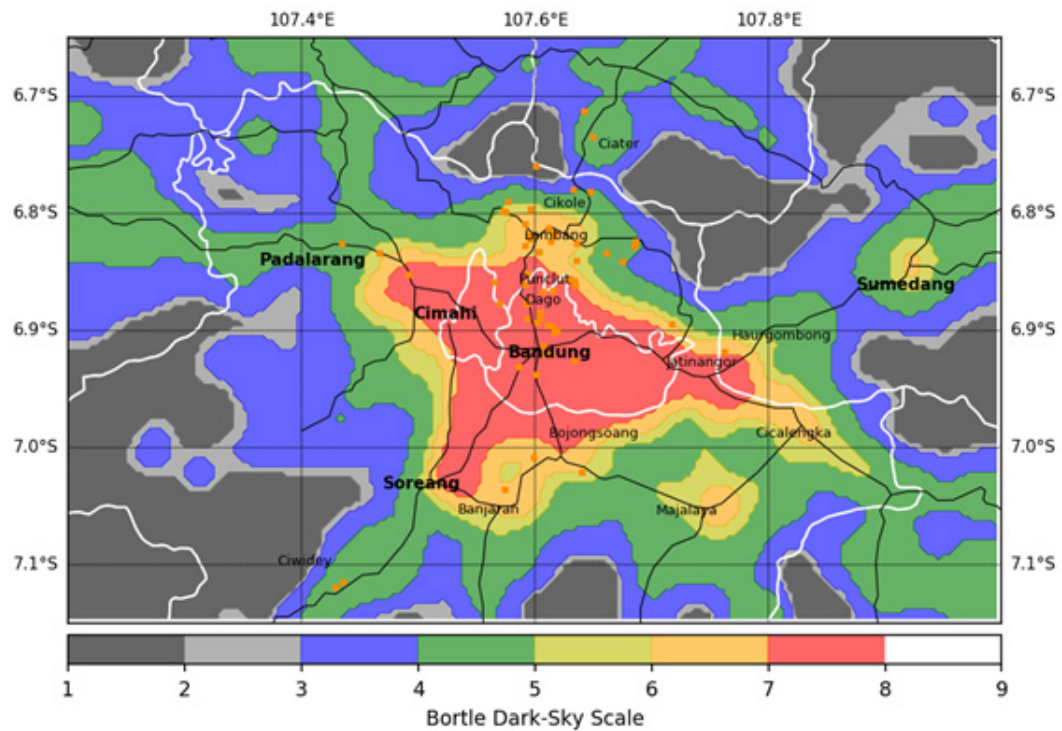 107.4°E 107.6°E 107.8°E
6.7°S 6.7°S
Ciater
6.8°S 6.8°S
Cikole
Lembang
Padalarang
Punclut
Sumedang
Dago
Cimahi
6.9°S 6.9°S
Haurgombong
Bandung
Jatinangor
7.0°S 7.0°S
Bojongsoang
Cicalengka
Soreang
Banjaran
Majalaya
7.1°S 7.1°S
Ciwidey
1 2 3 4 5 6 7 8 9
Bortle Dark-Sky Scale